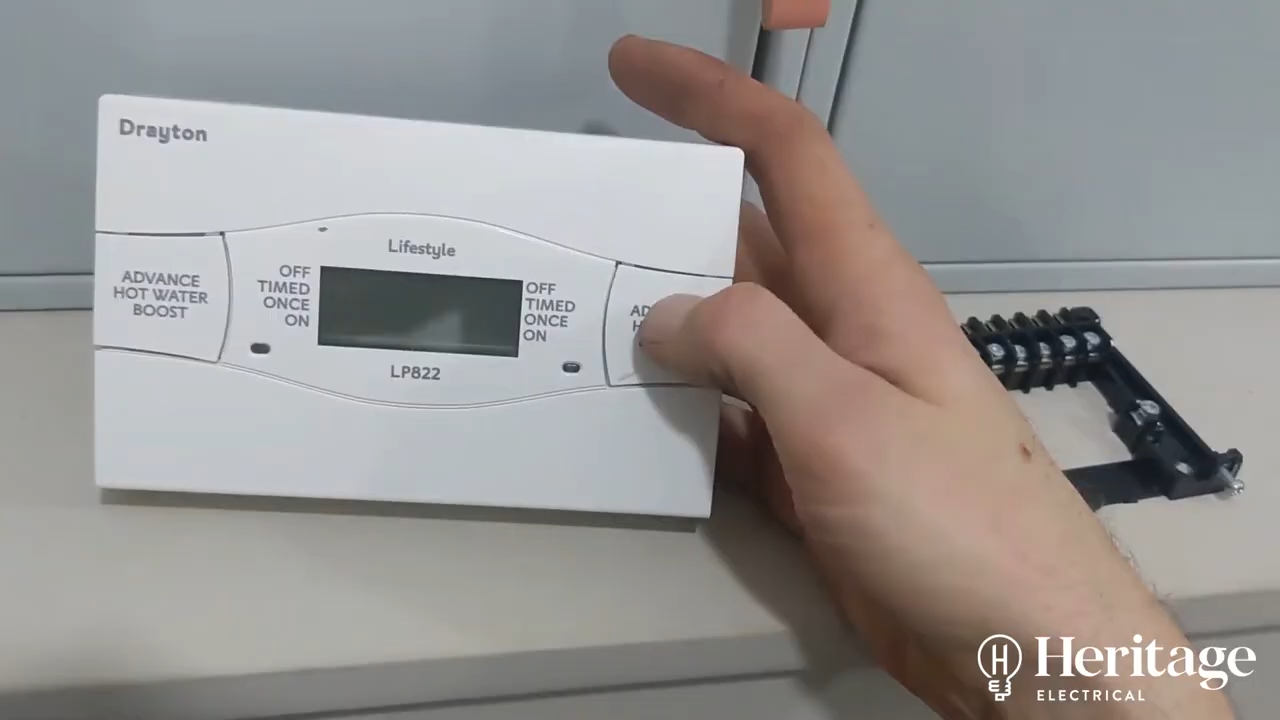 Drayton
Lifestyle
ADVANCE
HOT WATER
BOOST
OFF
TIMED
ONCE
ON
OFF
TIMED
ONCE
ON
LP822
Heritage
ELECTRICAL